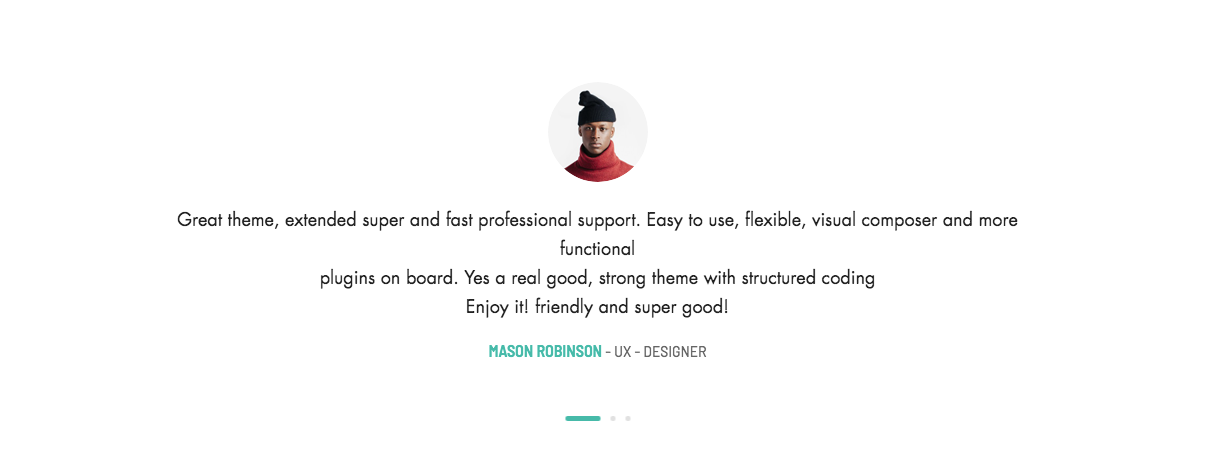 Great theme, extended super and fast professional support. Easy to use, flexible, visual composer and more
functional
plugins on board. Yes a real good, strong theme with structured coding
Enjoy it! friendly and super good!
MASON ROBINSON - UX - DESIGNER